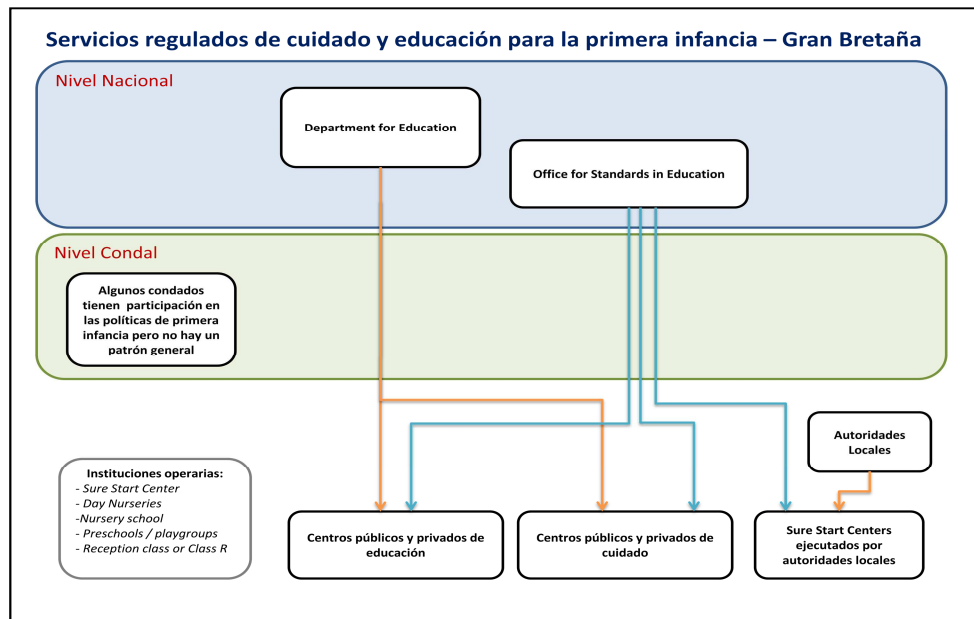 Servicios regulados de cuidado y educación para la primera infancia – Gran Bretaña
Nivel Nacional
Department for Education
Office for Standards in Education
Nivel Condal
Algunos condados
tienen participación en
las políticas de primera
infancia pero no hay un
patrón general
Autoridades
Locales
Instituciones operarias:
- Sure Start Center
- Day Nurseries
-Nursery school
- Preschools / playgroups
- Reception class or Class R
Centros públicos y privados de
educación
Centros públicos y privados de
cuidado
Sure Start Centers
ejecutados por
autoridades locales